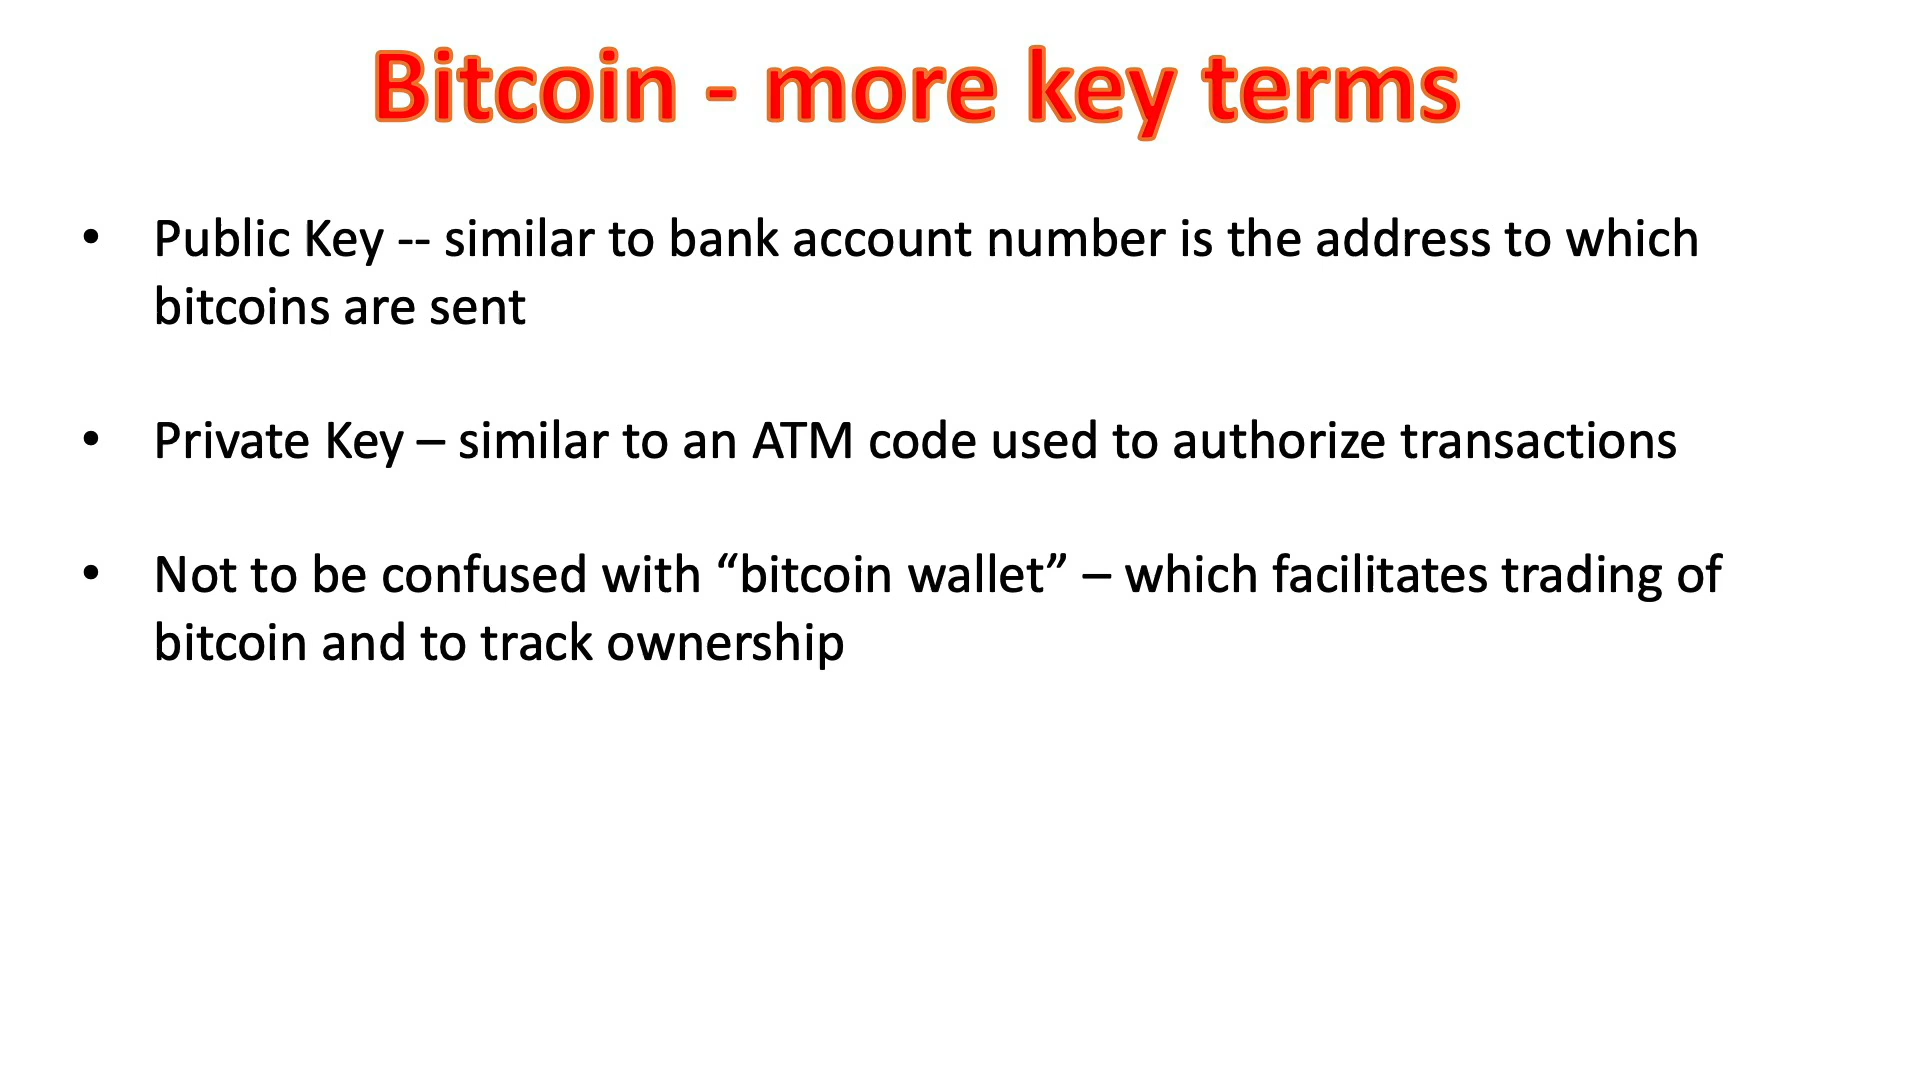 Bitcoin - more key terms
• Public Key -- similar to bank account number is the address to which
bitcoins are sent
• Private Key – similar to an ATM code used to authorize transactions
• Not to be confused with “bitcoin wallet” – which facilitates trading of
bitcoin and to track ownership